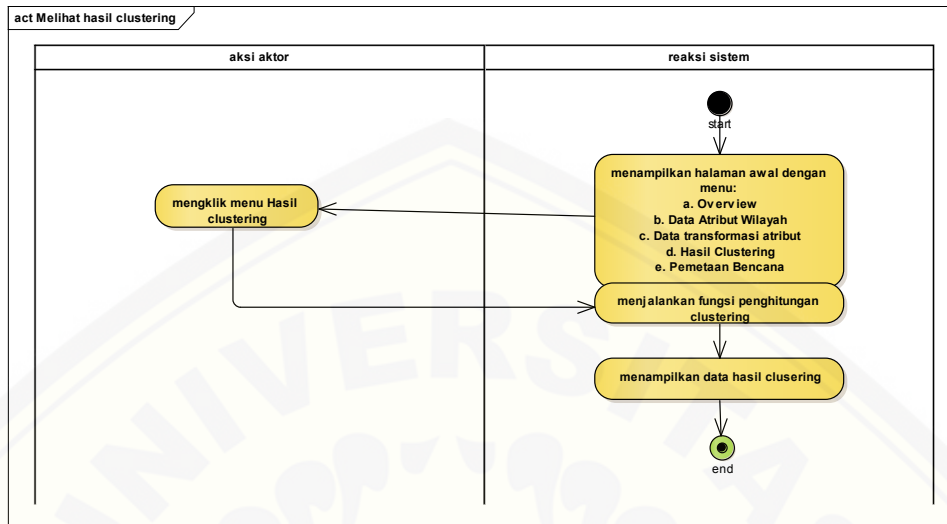 act Melihat hasil clustering
aksi aktor
reaksi sistem
start
menampilkan halaman awal dengan
menu:
a. Overview
b. Data Atribut Wilayah
c. Data transformasi atribut
d. Hasil Clustering
e. Pemetaan Bencana
mengklik menu Hasil
clustering
menjalankan fungsi penghitungan
clustering
menampilkan data hasil clusering
end
UNIVERSITA